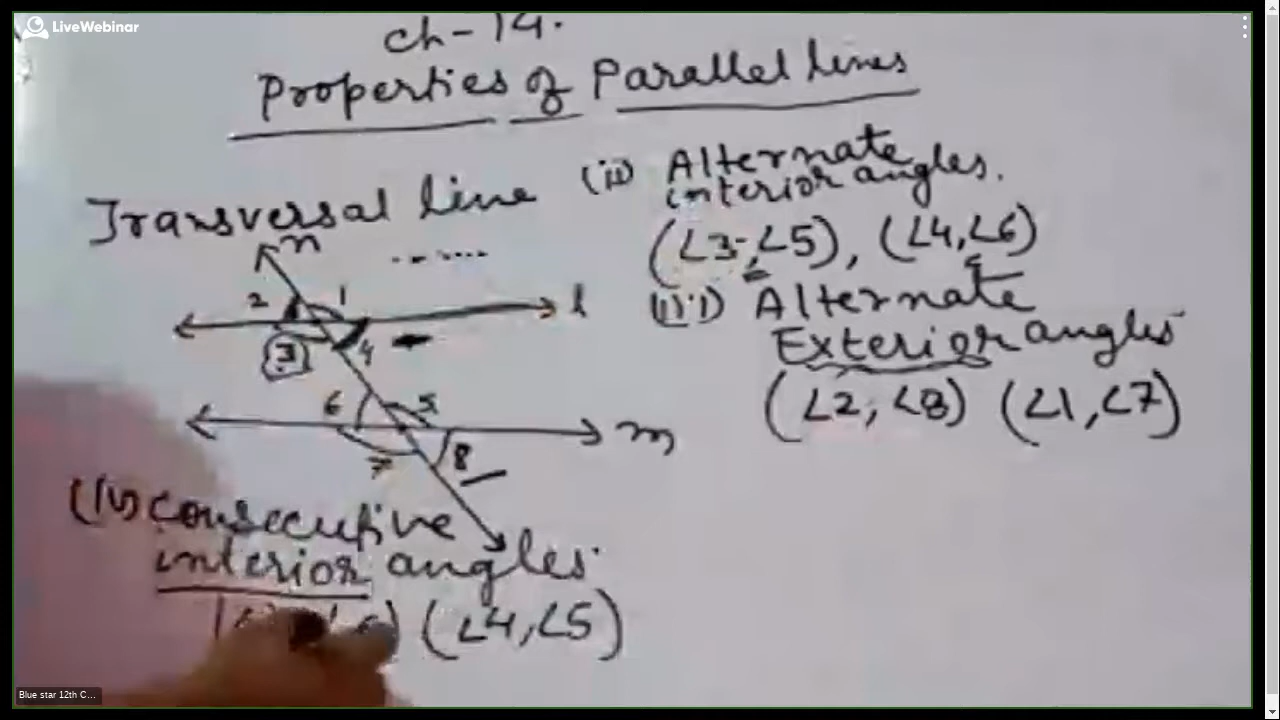 LiveWebinar
ch-14.
Properties of Parallel lines
Transversal line
n
2 1
l
3 4
6 5
m
7 8
(ii) Alternate
interior angles.
(∠3, ∠5), (∠4, ∠6)
(iii) Alternate
Exterior angles
(∠2, ∠8) (∠1, ∠7)
(iv) consecutive
interior angles
(∠4, ∠5)
Blue star 12th C...